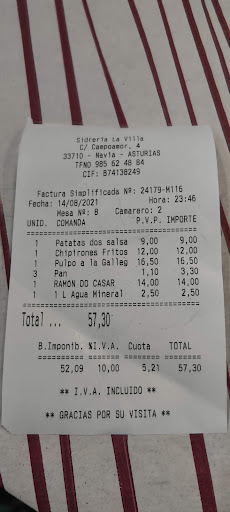 Sidrería La Villa
C/ Campoamor, 4
33710 - Navia - ASTURIAS
TFNO 985 62 48 84
CIF: B74138249
Factura Simplificada Nº: 24179-M116
Fecha: 14/08/2021 Hora: 23:46
Mesa Nº: 8 Camarero: 2
UNID. COMANDA P.V.P. IMPORTE
1 Patatas dos salsa 9,00 9,00
1 Chipirones Fritos 12,00 12,00
1 Pulpo a la Galleg 16,50 16,50
3 Pan 1,10 3,30
1 RAMÓN DO CASAR 14,00 14,00
1 1 L Agua Mineral 2,50 2,50
Total ... 57,30
B.Imponib. %I.V.A. Cuota TOTAL
52,09 10,00 5,21 57,30
** I.V.A. INCLUIDO **
** GRACIAS POR SU VISITA **